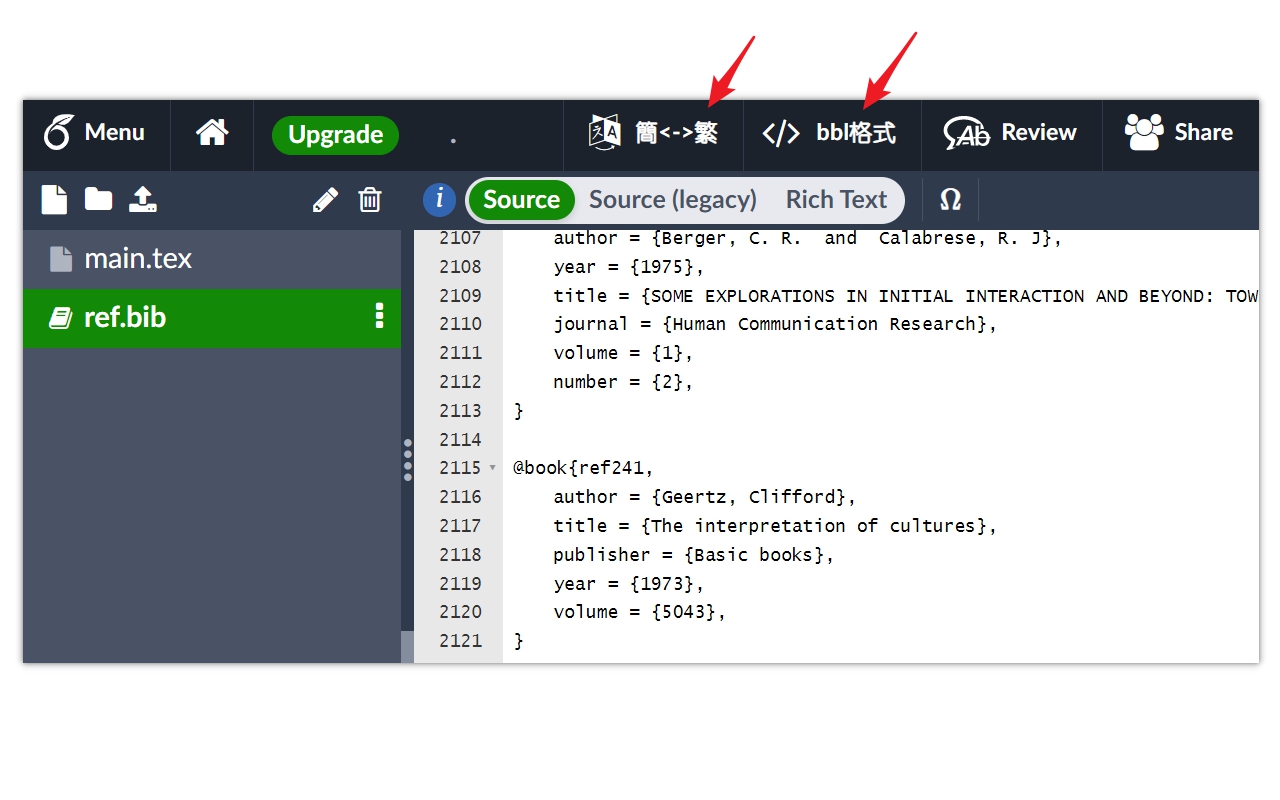 Menu Upgrade . 簡<->繁 </> bbl格式 Review Share
i Source Source (legacy) Rich Text Ω
main.tex
ref.bib
2107 author = {Berger, C. R.  and  Calabrese, R. J},
2108 year = {1975},
2109 title = {SOME EXPLORATIONS IN INITIAL INTERACTION AND BEYOND: TOW
2110 journal = {Human Communication Research},
2111 volume = {1},
2112 number = {2},
2113 }
2114
2115 @book{ref241,
2116 author = {Geertz, Clifford},
2117 title = {The interpretation of cultures},
2118 publisher = {Basic books},
2119 year = {1973},
2120 volume = {5043},
2121 }